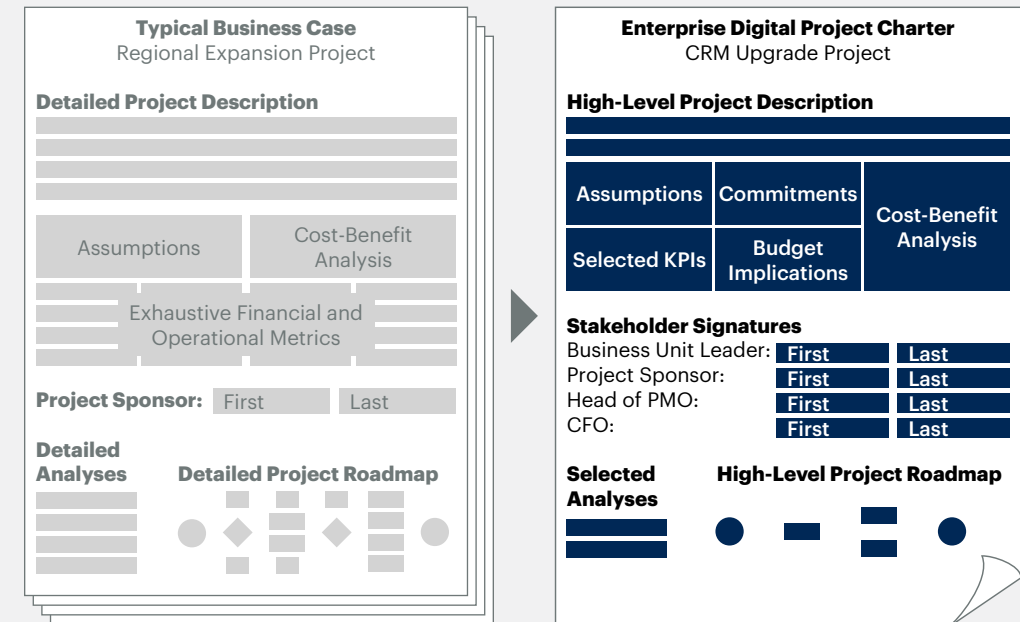 Typical Business Case
Regional Expansion Project
Detailed Project Description
Assumptions
Cost-Benefit
Analysis
Exhaustive Financial and
Operational Metrics
Project Sponsor: First Last
Detailed
Analyses
Detailed Project Roadmap
Enterprise Digital Project Charter
CRM Upgrade Project
High-Level Project Description
Assumptions
Commitments
Cost-Benefit
Analysis
Selected KPIs
Budget
Implications
Stakeholder Signatures
Business Unit Leader: First Last
Project Sponsor: First Last
Head of PMO: First Last
CFO: First Last
Selected
Analyses
High-Level Project Roadmap